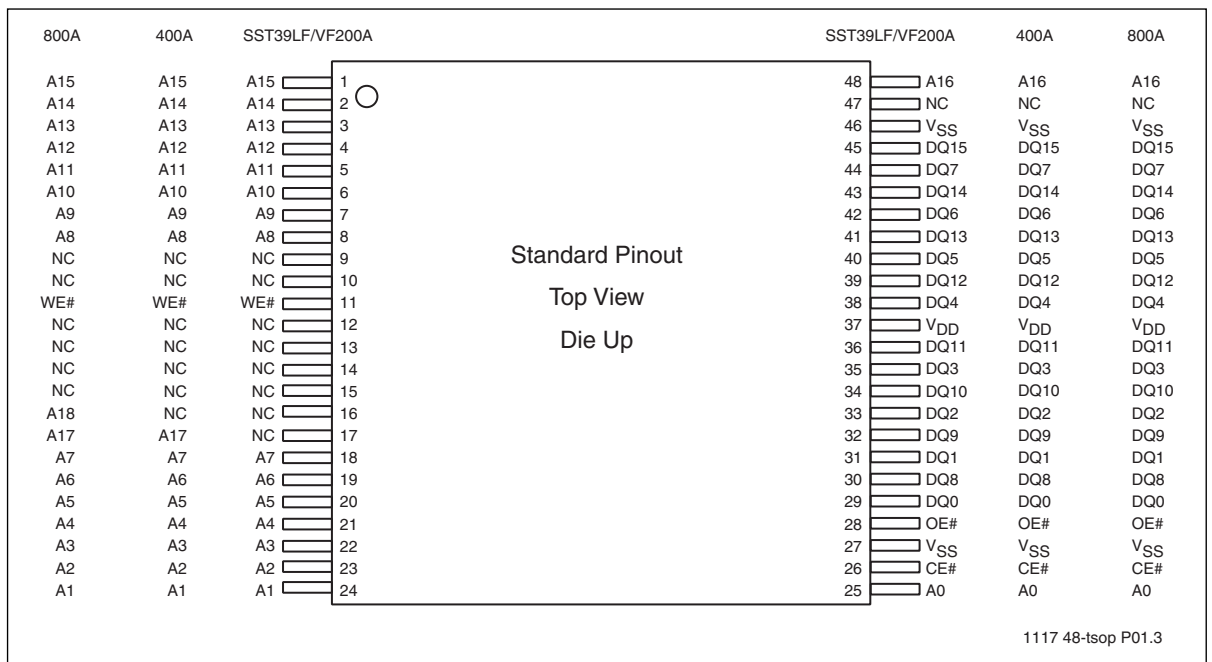 800A 400A SST39LF/VF200A SST39LF/VF200A 400A 800A
A15 A15 A15 1 48 A16 A16 A16
A14 A14 A14 2 47 NC NC NC
A13 A13 A13 3 46 VSS VSS VSS
A12 A12 A12 4 45 DQ15 DQ15 DQ15
A11 A11 A11 5 44 DQ7 DQ7 DQ7
A10 A10 A10 6 43 DQ14 DQ14 DQ14
A9 A9 A9 7 42 DQ6 DQ6 DQ6
A8 A8 A8 8 41 DQ13 DQ13 DQ13
NC NC NC 9 Standard Pinout 40 DQ5 DQ5 DQ5
NC NC NC 10 39 DQ12 DQ12 DQ12
WE# WE# WE# 11 Top View 38 DQ4 DQ4 DQ4
NC NC NC 12 37 VDD VDD VDD
NC NC NC 13 Die Up 36 DQ11 DQ11 DQ11
NC NC NC 14 35 DQ3 DQ3 DQ3
NC NC NC 15 34 DQ10 DQ10 DQ10
A18 NC NC 16 33 DQ2 DQ2 DQ2
A17 A17 NC 17 32 DQ9 DQ9 DQ9
A7 A7 A7 18 31 DQ1 DQ1 DQ1
A6 A6 A6 19 30 DQ8 DQ8 DQ8
A5 A5 A5 20 29 DQ0 DQ0 DQ0
A4 A4 A4 21 28 OE# OE# OE#
A3 A3 A3 22 27 VSS VSS VSS
A2 A2 A2 23 26 CE# CE# CE#
A1 A1 A1 24 25 A0 A0 A0
1117 48-tsop P01.3